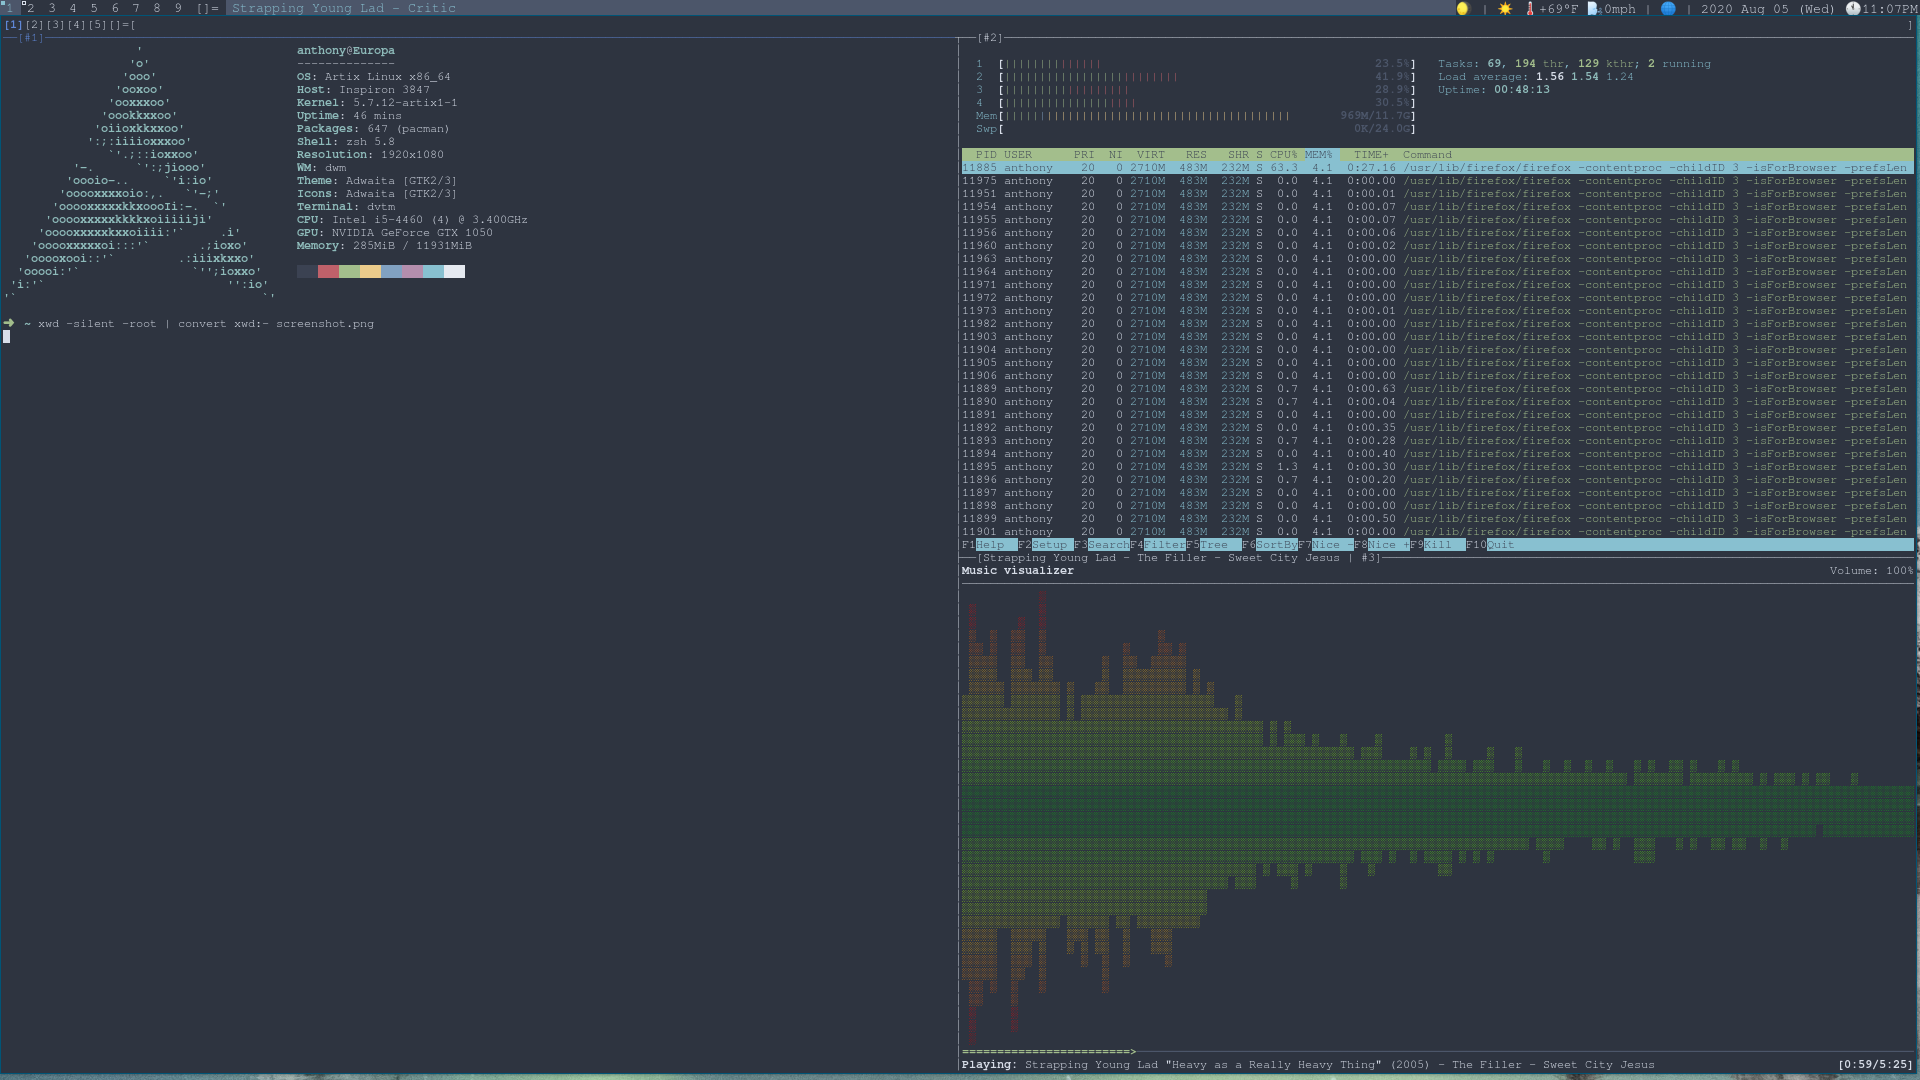 1 2 3 4 5 6 7 8 9 []= Strapping Young Lad - Critic | +69°F 0mph | | 2020 Aug 05 (Wed) 11:07PM
[1][2][3][4][5][]=[ ]
[#1]
anthony@Europa
--------------
OS: Artix Linux x86_64
Host: Inspiron 3847
Kernel: 5.7.12-artix1-1
Uptime: 46 mins
Packages: 647 (pacman)
Shell: zsh 5.8
Resolution: 1920x1080
WM: dwm
Theme: Adwaita [GTK2/3]
Icons: Adwaita [GTK2/3]
Terminal: dvtm
CPU: Intel i5-4460 (4) @ 3.400GHz
GPU: NVIDIA GeForce GTX 1050
Memory: 285MiB / 11931MiB
➜ ~ xwd -silent -root | convert xwd:- screenshot.png
[#2]
1 [ 23.5%] Tasks: 69, 194 thr, 129 kthr; 2 running
2 [ 41.9%] Load average: 1.56 1.54 1.24
3 [ 28.9%] Uptime: 00:48:13
4 [ 30.5%]
Mem[ 969M/11.7G]
Swp[ 0K/24.0G]
PID USER PRI NI VIRT RES SHR S CPU% MEM% TIME+ Command
11885 anthony 20 0 2710M 483M 232M S 63.3 4.1 0:27.16 /usr/lib/firefox/firefox -contentproc -childID 3 -isForBrowser -prefsLen
11975 anthony 20 0 2710M 483M 232M S 0.0 4.1 0:00.00 /usr/lib/firefox/firefox -contentproc -childID 3 -isForBrowser -prefsLen
11951 anthony 20 0 2710M 483M 232M S 0.0 4.1 0:00.01 /usr/lib/firefox/firefox -contentproc -childID 3 -isForBrowser -prefsLen
11954 anthony 20 0 2710M 483M 232M S 0.0 4.1 0:00.07 /usr/lib/firefox/firefox -contentproc -childID 3 -isForBrowser -prefsLen
11955 anthony 20 0 2710M 483M 232M S 0.0 4.1 0:00.07 /usr/lib/firefox/firefox -contentproc -childID 3 -isForBrowser -prefsLen
11956 anthony 20 0 2710M 483M 232M S 0.0 4.1 0:00.06 /usr/lib/firefox/firefox -contentproc -childID 3 -isForBrowser -prefsLen
11960 anthony 20 0 2710M 483M 232M S 0.0 4.1 0:00.02 /usr/lib/firefox/firefox -contentproc -childID 3 -isForBrowser -prefsLen
11963 anthony 20 0 2710M 483M 232M S 0.0 4.1 0:00.00 /usr/lib/firefox/firefox -contentproc -childID 3 -isForBrowser -prefsLen
11964 anthony 20 0 2710M 483M 232M S 0.0 4.1 0:00.00 /usr/lib/firefox/firefox -contentproc -childID 3 -isForBrowser -prefsLen
11971 anthony 20 0 2710M 483M 232M S 0.0 4.1 0:00.00 /usr/lib/firefox/firefox -contentproc -childID 3 -isForBrowser -prefsLen
11972 anthony 20 0 2710M 483M 232M S 0.0 4.1 0:00.00 /usr/lib/firefox/firefox -contentproc -childID 3 -isForBrowser -prefsLen
11973 anthony 20 0 2710M 483M 232M S 0.0 4.1 0:00.01 /usr/lib/firefox/firefox -contentproc -childID 3 -isForBrowser -prefsLen
11982 anthony 20 0 2710M 483M 232M S 0.0 4.1 0:00.00 /usr/lib/firefox/firefox -contentproc -childID 3 -isForBrowser -prefsLen
11903 anthony 20 0 2710M 483M 232M S 0.0 4.1 0:00.00 /usr/lib/firefox/firefox -contentproc -childID 3 -isForBrowser -prefsLen
11904 anthony 20 0 2710M 483M 232M S 0.0 4.1 0:00.00 /usr/lib/firefox/firefox -contentproc -childID 3 -isForBrowser -prefsLen
11905 anthony 20 0 2710M 483M 232M S 0.0 4.1 0:00.00 /usr/lib/firefox/firefox -contentproc -childID 3 -isForBrowser -prefsLen
11906 anthony 20 0 2710M 483M 232M S 0.0 4.1 0:00.00 /usr/lib/firefox/firefox -contentproc -childID 3 -isForBrowser -prefsLen
11889 anthony 20 0 2710M 483M 232M S 0.7 4.1 0:00.63 /usr/lib/firefox/firefox -contentproc -childID 3 -isForBrowser -prefsLen
11890 anthony 20 0 2710M 483M 232M S 0.7 4.1 0:00.04 /usr/lib/firefox/firefox -contentproc -childID 3 -isForBrowser -prefsLen
11891 anthony 20 0 2710M 483M 232M S 0.0 4.1 0:00.00 /usr/lib/firefox/firefox -contentproc -childID 3 -isForBrowser -prefsLen
11892 anthony 20 0 2710M 483M 232M S 0.0 4.1 0:00.35 /usr/lib/firefox/firefox -contentproc -childID 3 -isForBrowser -prefsLen
11893 anthony 20 0 2710M 483M 232M S 0.7 4.1 0:00.28 /usr/lib/firefox/firefox -contentproc -childID 3 -isForBrowser -prefsLen
11894 anthony 20 0 2710M 483M 232M S 0.0 4.1 0:00.40 /usr/lib/firefox/firefox -contentproc -childID 3 -isForBrowser -prefsLen
11895 anthony 20 0 2710M 483M 232M S 1.3 4.1 0:00.30 /usr/lib/firefox/firefox -contentproc -childID 3 -isForBrowser -prefsLen
11896 anthony 20 0 2710M 483M 232M S 0.7 4.1 0:00.20 /usr/lib/firefox/firefox -contentproc -childID 3 -isForBrowser -prefsLen
11897 anthony 20 0 2710M 483M 232M S 0.0 4.1 0:00.00 /usr/lib/firefox/firefox -contentproc -childID 3 -isForBrowser -prefsLen
11898 anthony 20 0 2710M 483M 232M S 0.0 4.1 0:00.00 /usr/lib/firefox/firefox -contentproc -childID 3 -isForBrowser -prefsLen
11899 anthony 20 0 2710M 483M 232M S 0.0 4.1 0:00.50 /usr/lib/firefox/firefox -contentproc -childID 3 -isForBrowser -prefsLen
11901 anthony 20 0 2710M 483M 232M S 0.0 4.1 0:00.00 /usr/lib/firefox/firefox -contentproc -childID 3 -isForBrowser -prefsLen
F1Help F2Setup F3SearchF4FilterF5Tree F6SortByF7Nice -F8Nice +F9Kill F10Quit
[Strapping Young Lad - The Filler - Sweet City Jesus | #3]
Music visualizer Volume: 100%
Playing: Strapping Young Lad "Heavy as a Really Heavy Thing" (2005) - The Filler - Sweet City Jesus [0:59/5:25]